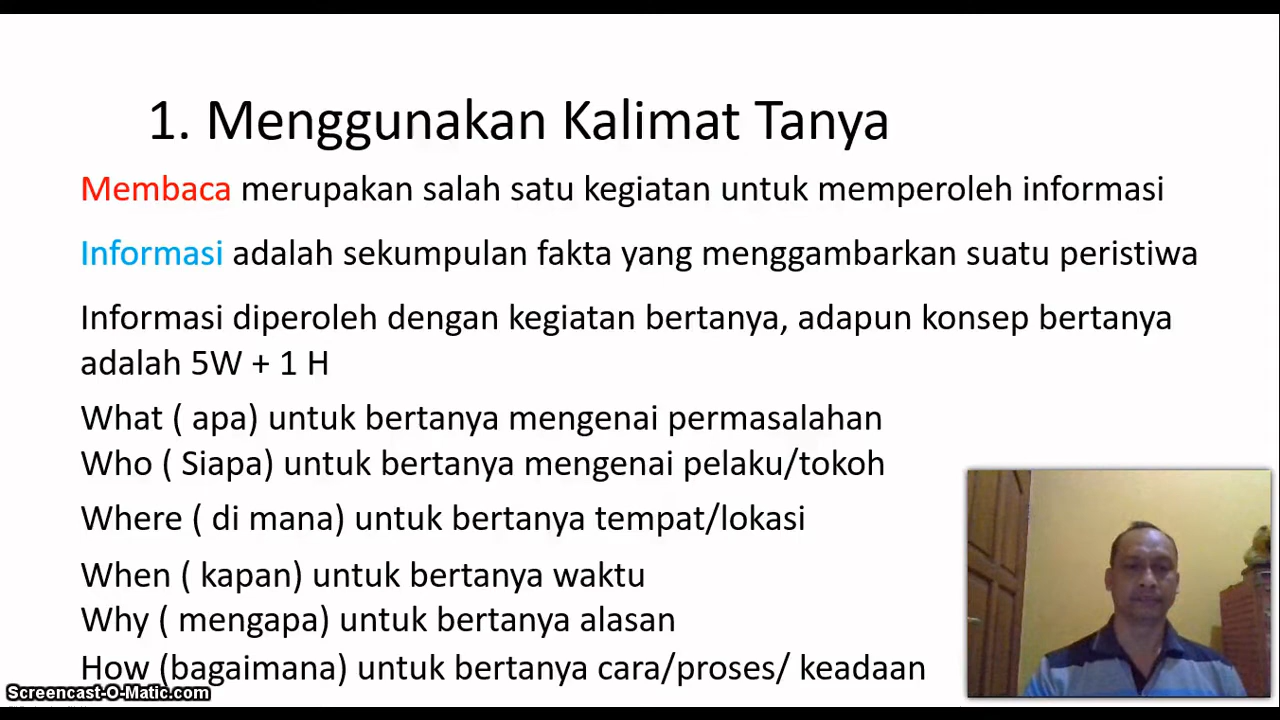 1. Menggunakan Kalimat Tanya
Membaca merupakan salah satu kegiatan untuk memperoleh informasi
Informasi adalah sekumpulan fakta yang menggambarkan suatu peristiwa
Informasi diperoleh dengan kegiatan bertanya, adapun konsep bertanya
adalah 5W + 1 H
What ( apa) untuk bertanya mengenai permasalahan
Who ( Siapa) untuk bertanya mengenai pelaku/tokoh
Where ( di mana) untuk bertanya tempat/lokasi
When ( kapan) untuk bertanya waktu
Why ( mengapa) untuk bertanya alasan
How (bagaimana) untuk bertanya cara/proses/ keadaan
Screencast-O-Matic.com